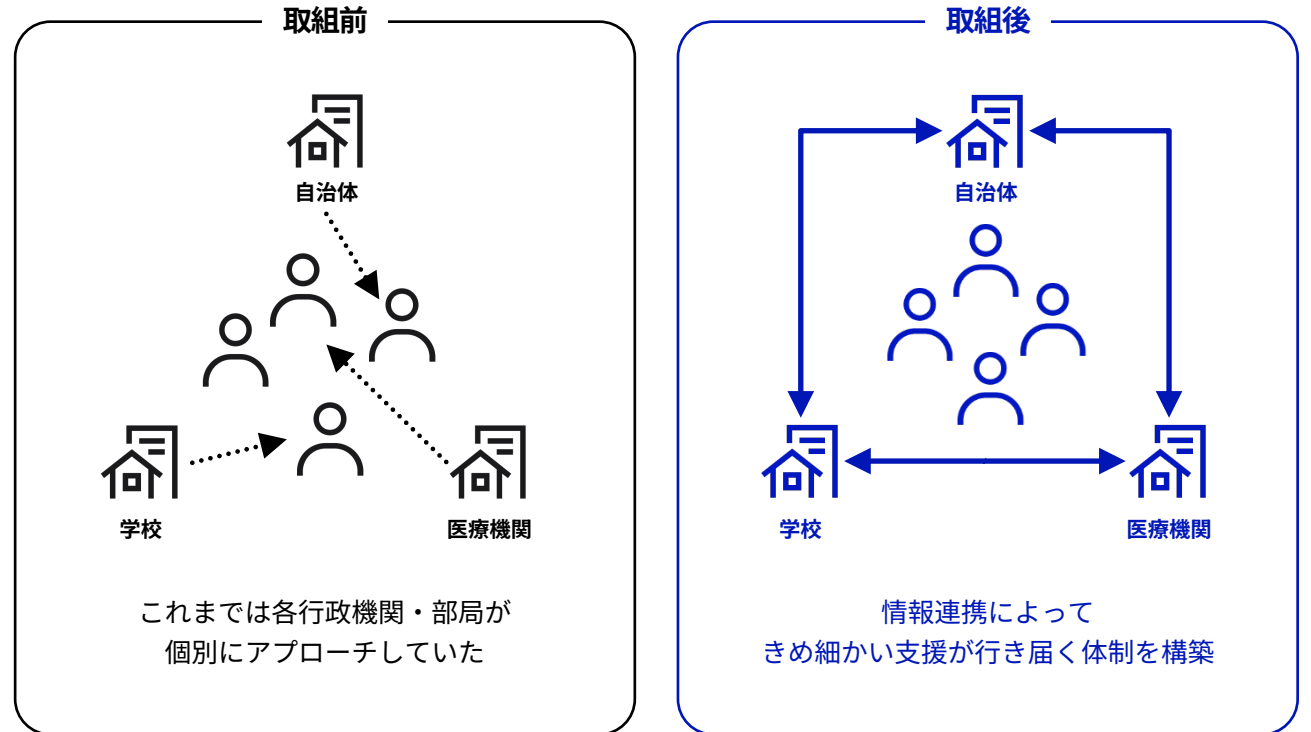 取組前
自治体
学校
医療機関
これまでは各行政機関・部局が
個別にアプローチしていた
取組後
自治体
学校
医療機関
情報連携によって
きめ細かい支援が行き届く体制を構築